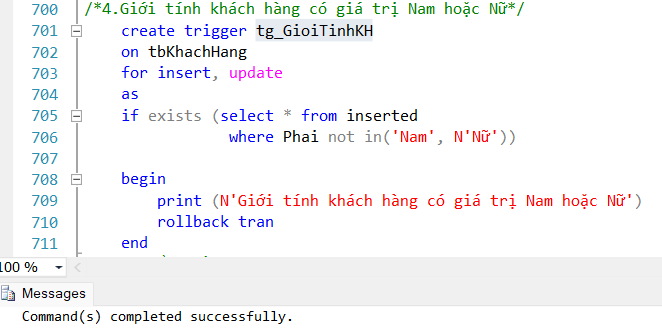 700 /*4.Giới tính khách hàng có giá trị Nam hoặc Nữ*/
701 create trigger tg_GioiTinhKH
702 on tbKhachHang
703 for insert, update
704 as
705 if exists (select * from inserted
706 where Phai not in('Nam', N'Nữ'))
707
708 begin
709 print (N'Giới tính khách hàng có giá trị Nam hoặc Nữ')
710 rollback tran
711 end
100 %
Messages
Command(s) completed successfully.